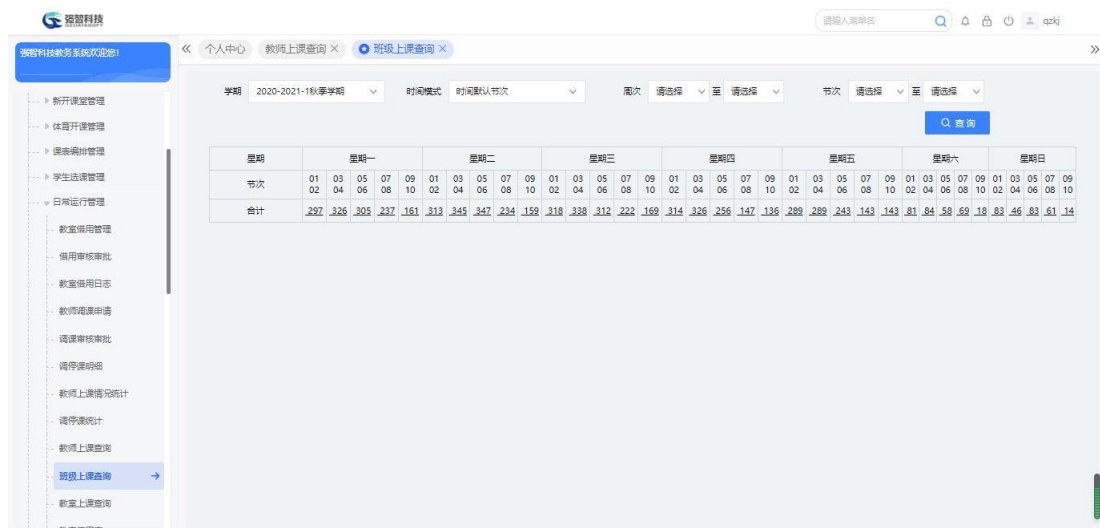 强智科技
QZDATASOFT
请输入菜单名
qzkj
强智科技教务系统欢迎您!
个人中心 教师上课查询 班级上课查询
新开课堂管理
体育开课管理
课表编排管理
学生选课管理
日常运行管理
教室借用管理
借用审核审批
教室借用日志
教师调课申请
调课审核审批
调停课明细
教师上课情况统计
调停课统计
教师上课查询
班级上课查询
教室上课查询
学期 2020-2021-1秋季学期 时间模式 时间默认节次 周次 请选择 至 请选择 节次 请选择 至 请选择
查询
星期 星期一 星期二 星期三 星期四 星期五 星期六 星期日
节次 01 03 05 07 09 01 03 05 07 09 01 03 05 07 09 01 03 05 07 09 01 03 05 07 09 01 03 05 07 09 01 03 05 07 09
02 04 06 08 10 02 04 06 08 10 02 04 06 08 10 02 04 06 08 10 02 04 06 08 10 02 04 06 08 10 02 04 06 08 10
合计 297 326 305 237 161 313 345 347 234 159 318 338 312 222 169 314 326 256 147 136 289 289 243 143 143 81 84 58 69 18 83 46 83 61 14